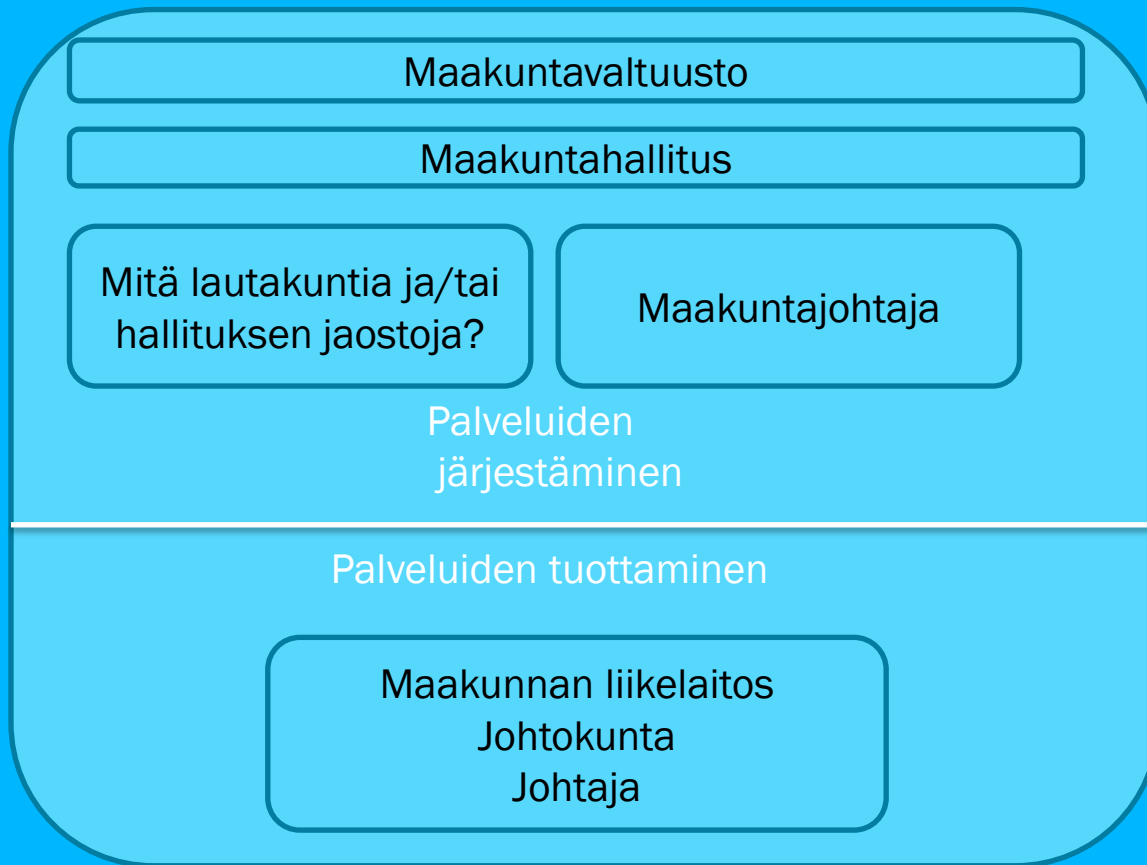 Maakuntavaltuusto
Maakuntahallitus
Mitä lautakuntia ja/tai
hallituksen jaostoja?
Maakuntajohtaja
Palveluiden
järjestäminen
Palveluiden tuottaminen
Maakunnan liikelaitos
Johtokunta
Johtaja